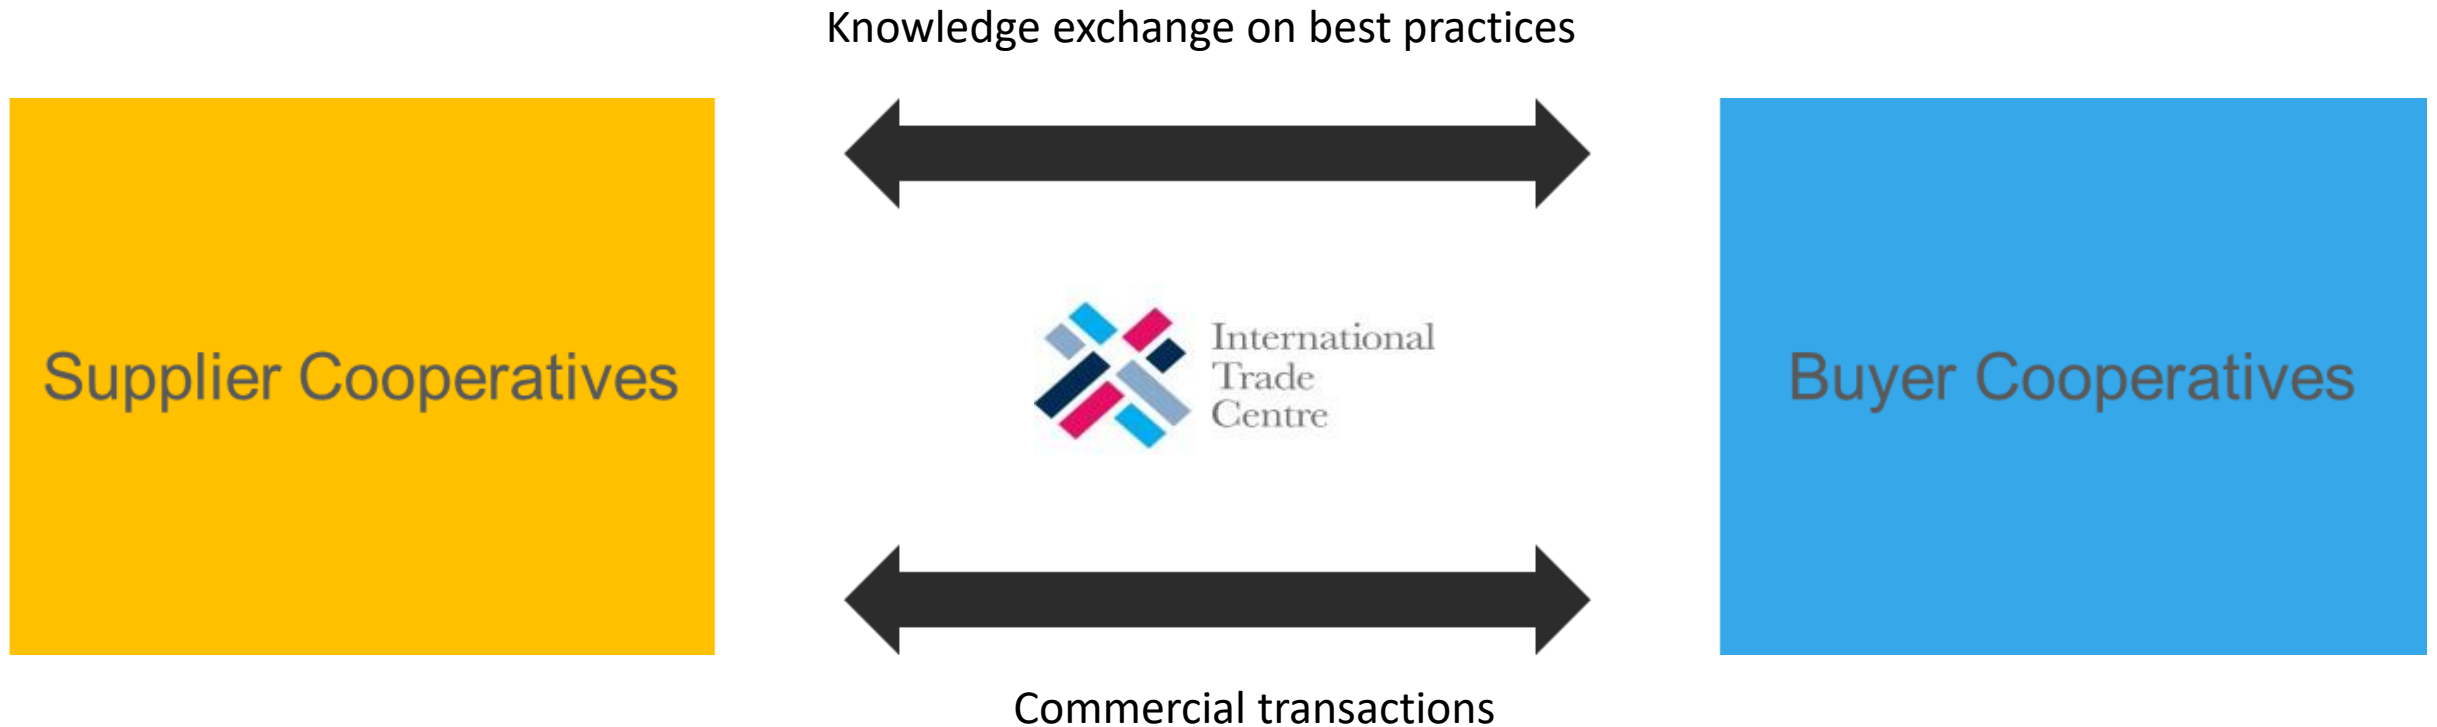 Knowledge exchange on best practices
Supplier Cooperatives
International
Trade
Centre
Buyer Cooperatives
Commercial transactions